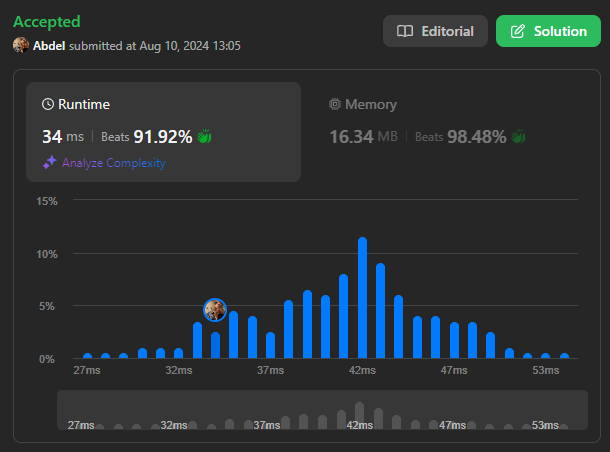 Accepted
Abdel submitted at Aug 10, 2024 13:05
Editorial
Solution
Runtime
34 ms | Beats 91.92%
Analyze Complexity
Memory
16.34 MB | Beats 98.48%
15%
10%
5%
0%
27ms 32ms 37ms 42ms 47ms 53ms
27ms 32ms 37ms 42ms 47ms 53ms